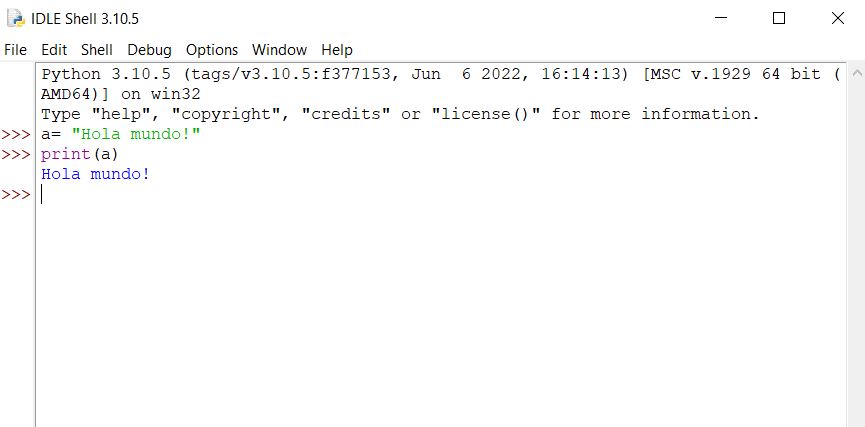 IDLE Shell 3.10.5
File Edit Shell Debug Options Window Help
Python 3.10.5 (tags/v3.10.5:f377153, Jun  6 2022, 16:14:13) [MSC v.1929 64 bit (
AMD64)] on win32
Type "help", "copyright", "credits" or "license()" for more information.
>>> a= "Hola mundo!"
>>> print(a)
Hola mundo!
>>>